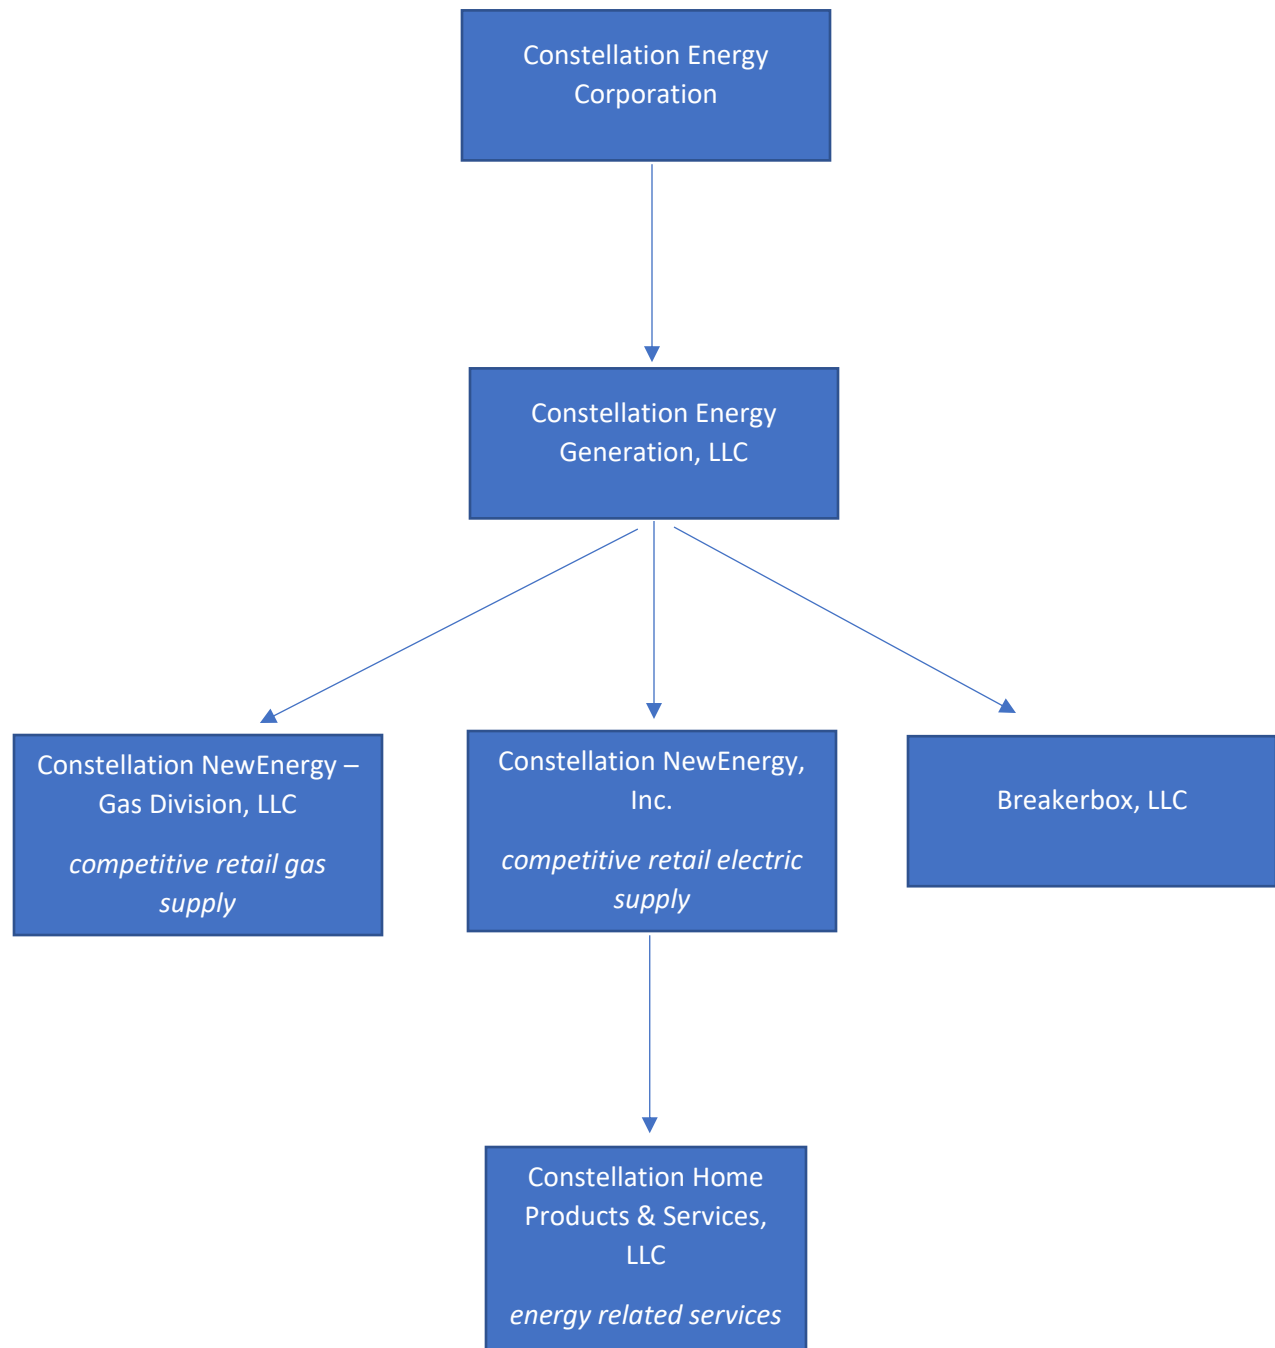 Constellation Energy
Corporation
Constellation Energy
Generation, LLC
Constellation NewEnergy –
Gas Division, LLC
competitive retail gas
supply
Constellation NewEnergy,
Inc.
competitive retail electric
supply
Breakerbox, LLC
Constellation Home
Products & Services,
LLC
energy related services